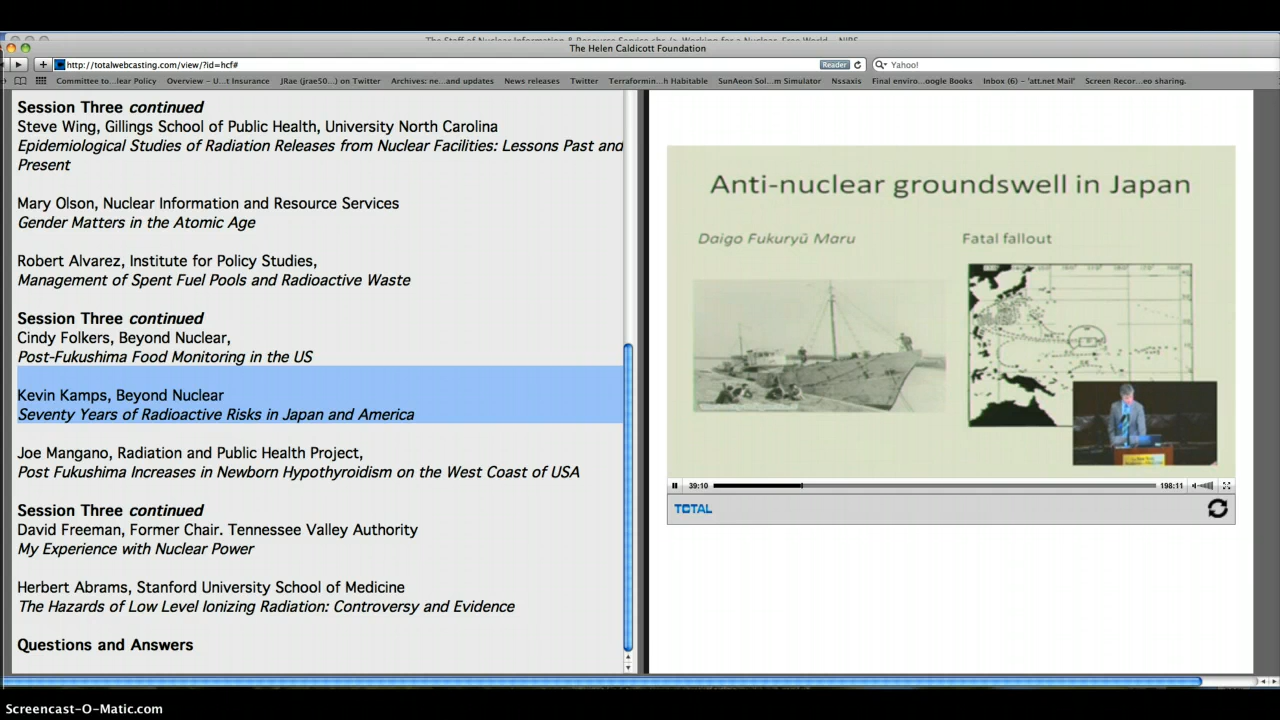 The Helen Caldicott Foundation
http://totalwebcasting.com/view/?id=hcf#
Reader
Yahoo!
Committee to...lear Policy
Overview – U...t Insurance
JRae (jrae50...) on Twitter
Archives: ne...and updates
News releases
Twitter
Terraformin...h Habitable
SunAeon Sol...m Simulator
Nssaxis
Final enviro...oogle Books
Inbox (6) – 'att.net Mail'
Screen Recor...eo sharing.
Session Three continued
Steve Wing, Gillings School of Public Health, University North Carolina
Epidemiological Studies of Radiation Releases from Nuclear Facilities: Lessons Past and
Present
Mary Olson, Nuclear Information and Resource Services
Gender Matters in the Atomic Age
Robert Alvarez, Institute for Policy Studies,
Management of Spent Fuel Pools and Radioactive Waste
Session Three continued
Cindy Folkers, Beyond Nuclear,
Post-Fukushima Food Monitoring in the US
Kevin Kamps, Beyond Nuclear
Seventy Years of Radioactive Risks in Japan and America
Joe Mangano, Radiation and Public Health Project,
Post Fukushima Increases in Newborn Hypothyroidism on the West Coast of USA
Session Three continued
David Freeman, Former Chair. Tennessee Valley Authority
My Experience with Nuclear Power
Herbert Abrams, Stanford University School of Medicine
The Hazards of Low Level Ionizing Radiation: Controversy and Evidence
Questions and Answers
Anti-nuclear groundswell in Japan
Daigo Fukuryū Maru
Fatal fallout
39:10
198:11
TOTAL
Screencast-O-Matic.com